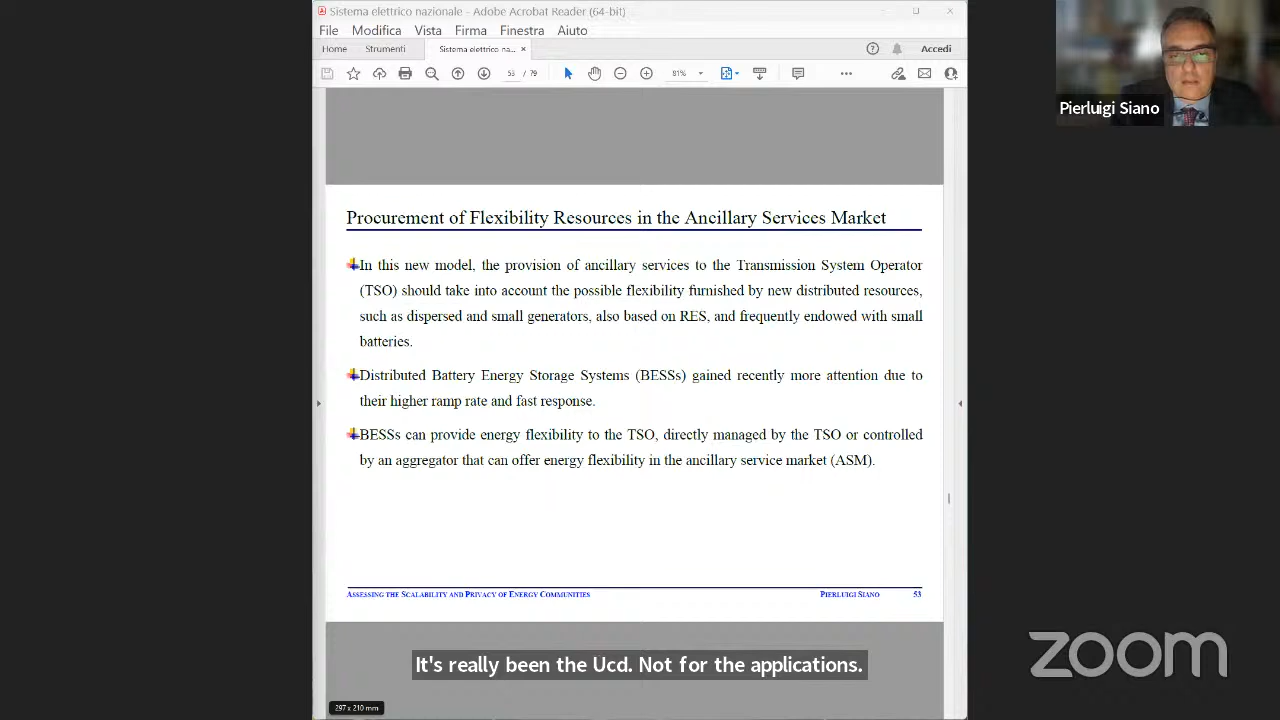 Sistema elettrico nazionale - Adobe Acrobat Reader (64-bit)
File Modifica Vista Firma Finestra Aiuto
Home Strumenti Sistema elettrico na... × Accedi
53 / 79 81%
Pierluigi Siano
Procurement of Flexibility Resources in the Ancillary Services Market
In this new model, the provision of ancillary services to the Transmission System Operator
(TSO) should take into account the possible flexibility furnished by new distributed resources,
such as dispersed and small generators, also based on RES, and frequently endowed with small
batteries.
Distributed Battery Energy Storage Systems (BESSs) gained recently more attention due to
their higher ramp rate and fast response.
BESSs can provide energy flexibility to the TSO, directly managed by the TSO or controlled
by an aggregator that can offer energy flexibility in the ancillary service market (ASM).
ASSESSING THE SCALABILITY AND PRIVACY OF ENERGY COMMUNITIES PIERLUIGI SIANO 53
It's really been the Ucd. Not for the applications.
zoom
297 x 210 mm